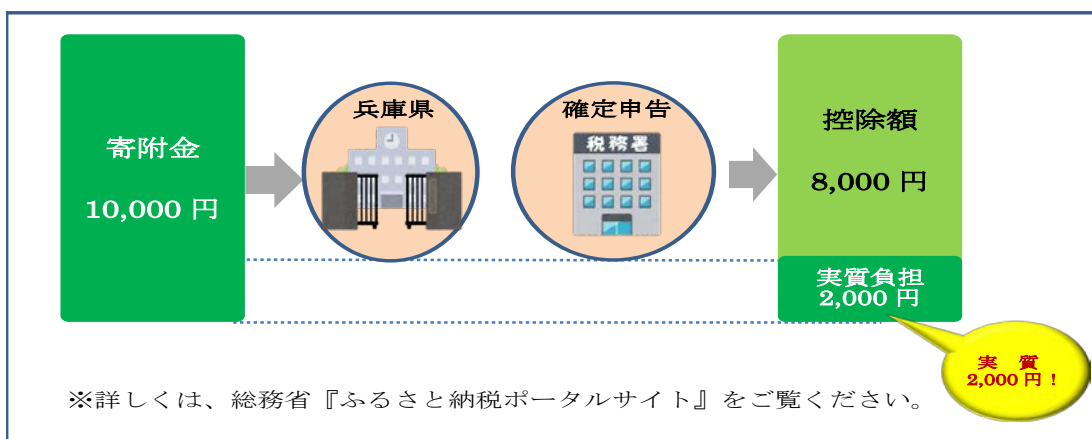 寄附金
10,000 円
兵庫県
確定申告
税務署
控除額
8,000 円
実質負担
2,000 円
実 質
2,000 円！
※詳しくは、総務省『ふるさと納税ポータルサイト』をご覧ください。